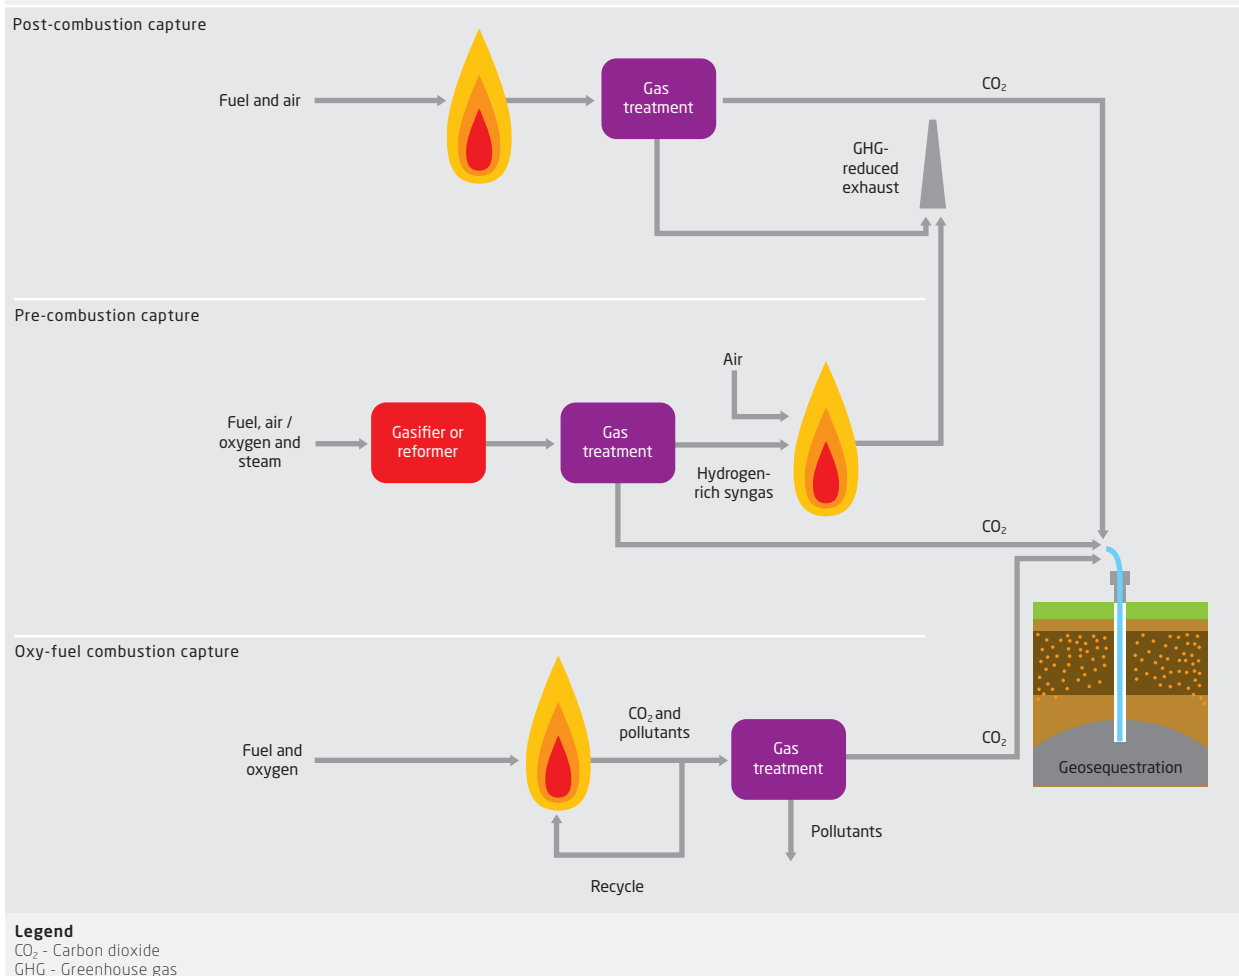 Post-combustion capture
Fuel and air
Gas
treatment
CO₂
GHG-
reduced
exhaust
Pre-combustion capture
Air
Fuel, air /
oxygen and
steam
Gasifier or
reformer
Gas
treatment
Hydrogen-
rich syngas
CO₂
Oxy-fuel combustion capture
Fuel and
oxygen
CO₂ and
pollutants
Gas
treatment
CO₂
Geosequestration
Pollutants
Recycle
Legend
CO₂ - Carbon dioxide
GHG - Greenhouse gas